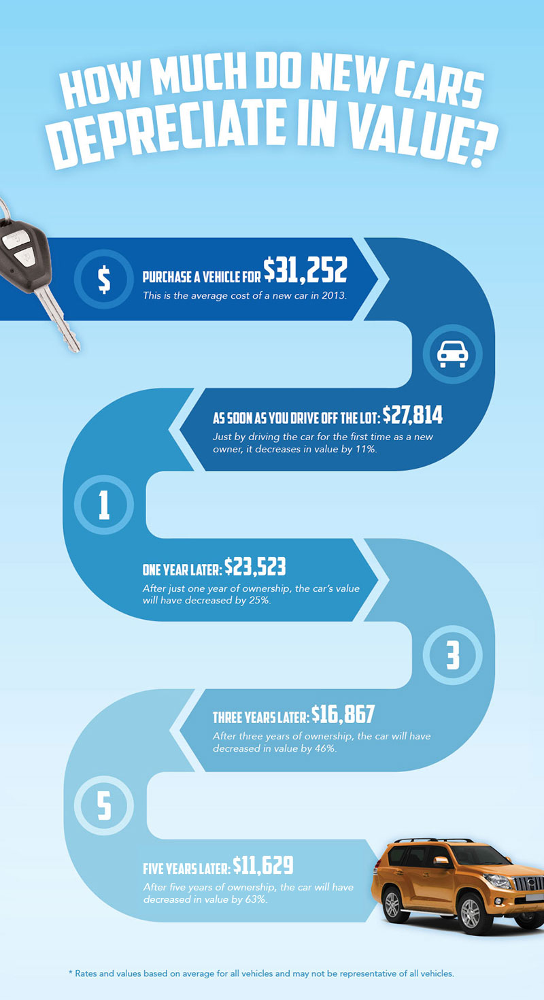 HOW MUCH DO NEW CARS
DEPRECIATE IN VALUE?
$
PURCHASE A VEHICLE FOR $31,252
This is the average cost of a new car in 2013.
AS SOON AS YOU DRIVE OFF THE LOT: $27,814
Just by driving the car for the first time as a new
owner, it decreases in value by 11%.
1
ONE YEAR LATER: $23,523
After just one year of ownership, the car's value
will have decreased by 25%.
3
THREE YEARS LATER: $16,867
After three years of ownership, the car will have
decreased in value by 46%.
5
FIVE YEARS LATER: $11,629
After five years of ownership, the car will have
decreased in value by 63%.
* Rates and values based on average for all vehicles and may not be representative of all vehicles.